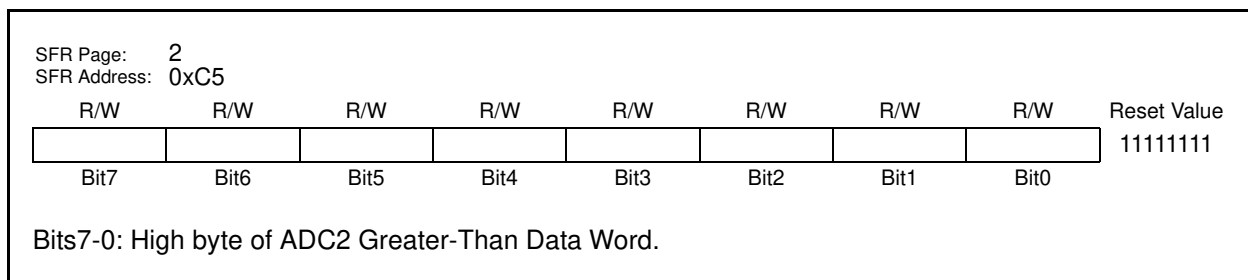 SFR Page: 2
SFR Address: 0xC5
R/W R/W R/W R/W R/W R/W R/W R/W Reset Value
11111111
Bit7 Bit6 Bit5 Bit4 Bit3 Bit2 Bit1 Bit0
Bits7-0: High byte of ADC2 Greater-Than Data Word.